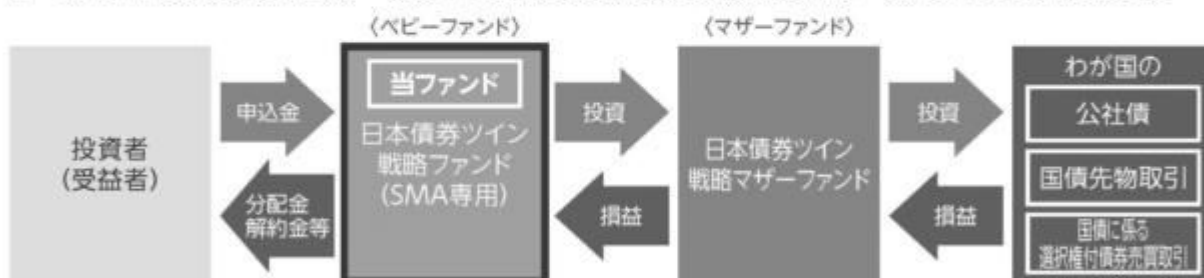 〈ベビーファンド〉
〈マザーファンド〉
投資者
(受益者)
申込金
分配金
解約金等
当ファンド
日本債券ツイン
戦略ファンド
(SMA専用)
投資
損益
日本債券ツイン
戦略マザーファンド
投資
損益
わが国の
公社債
国債先物取引
国債に係る
選択権付債券売買取引